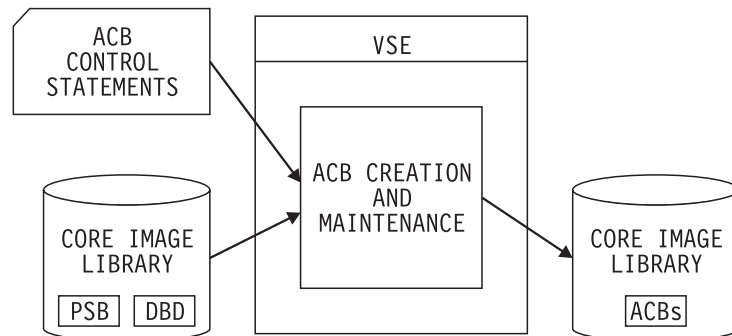 ACB
CONTROL
STATEMENTS
VSE
ACB CREATION
AND
MAINTENANCE
CORE IMAGE
LIBRARY
PSB DBD
CORE IMAGE
LIBRARY
ACBs